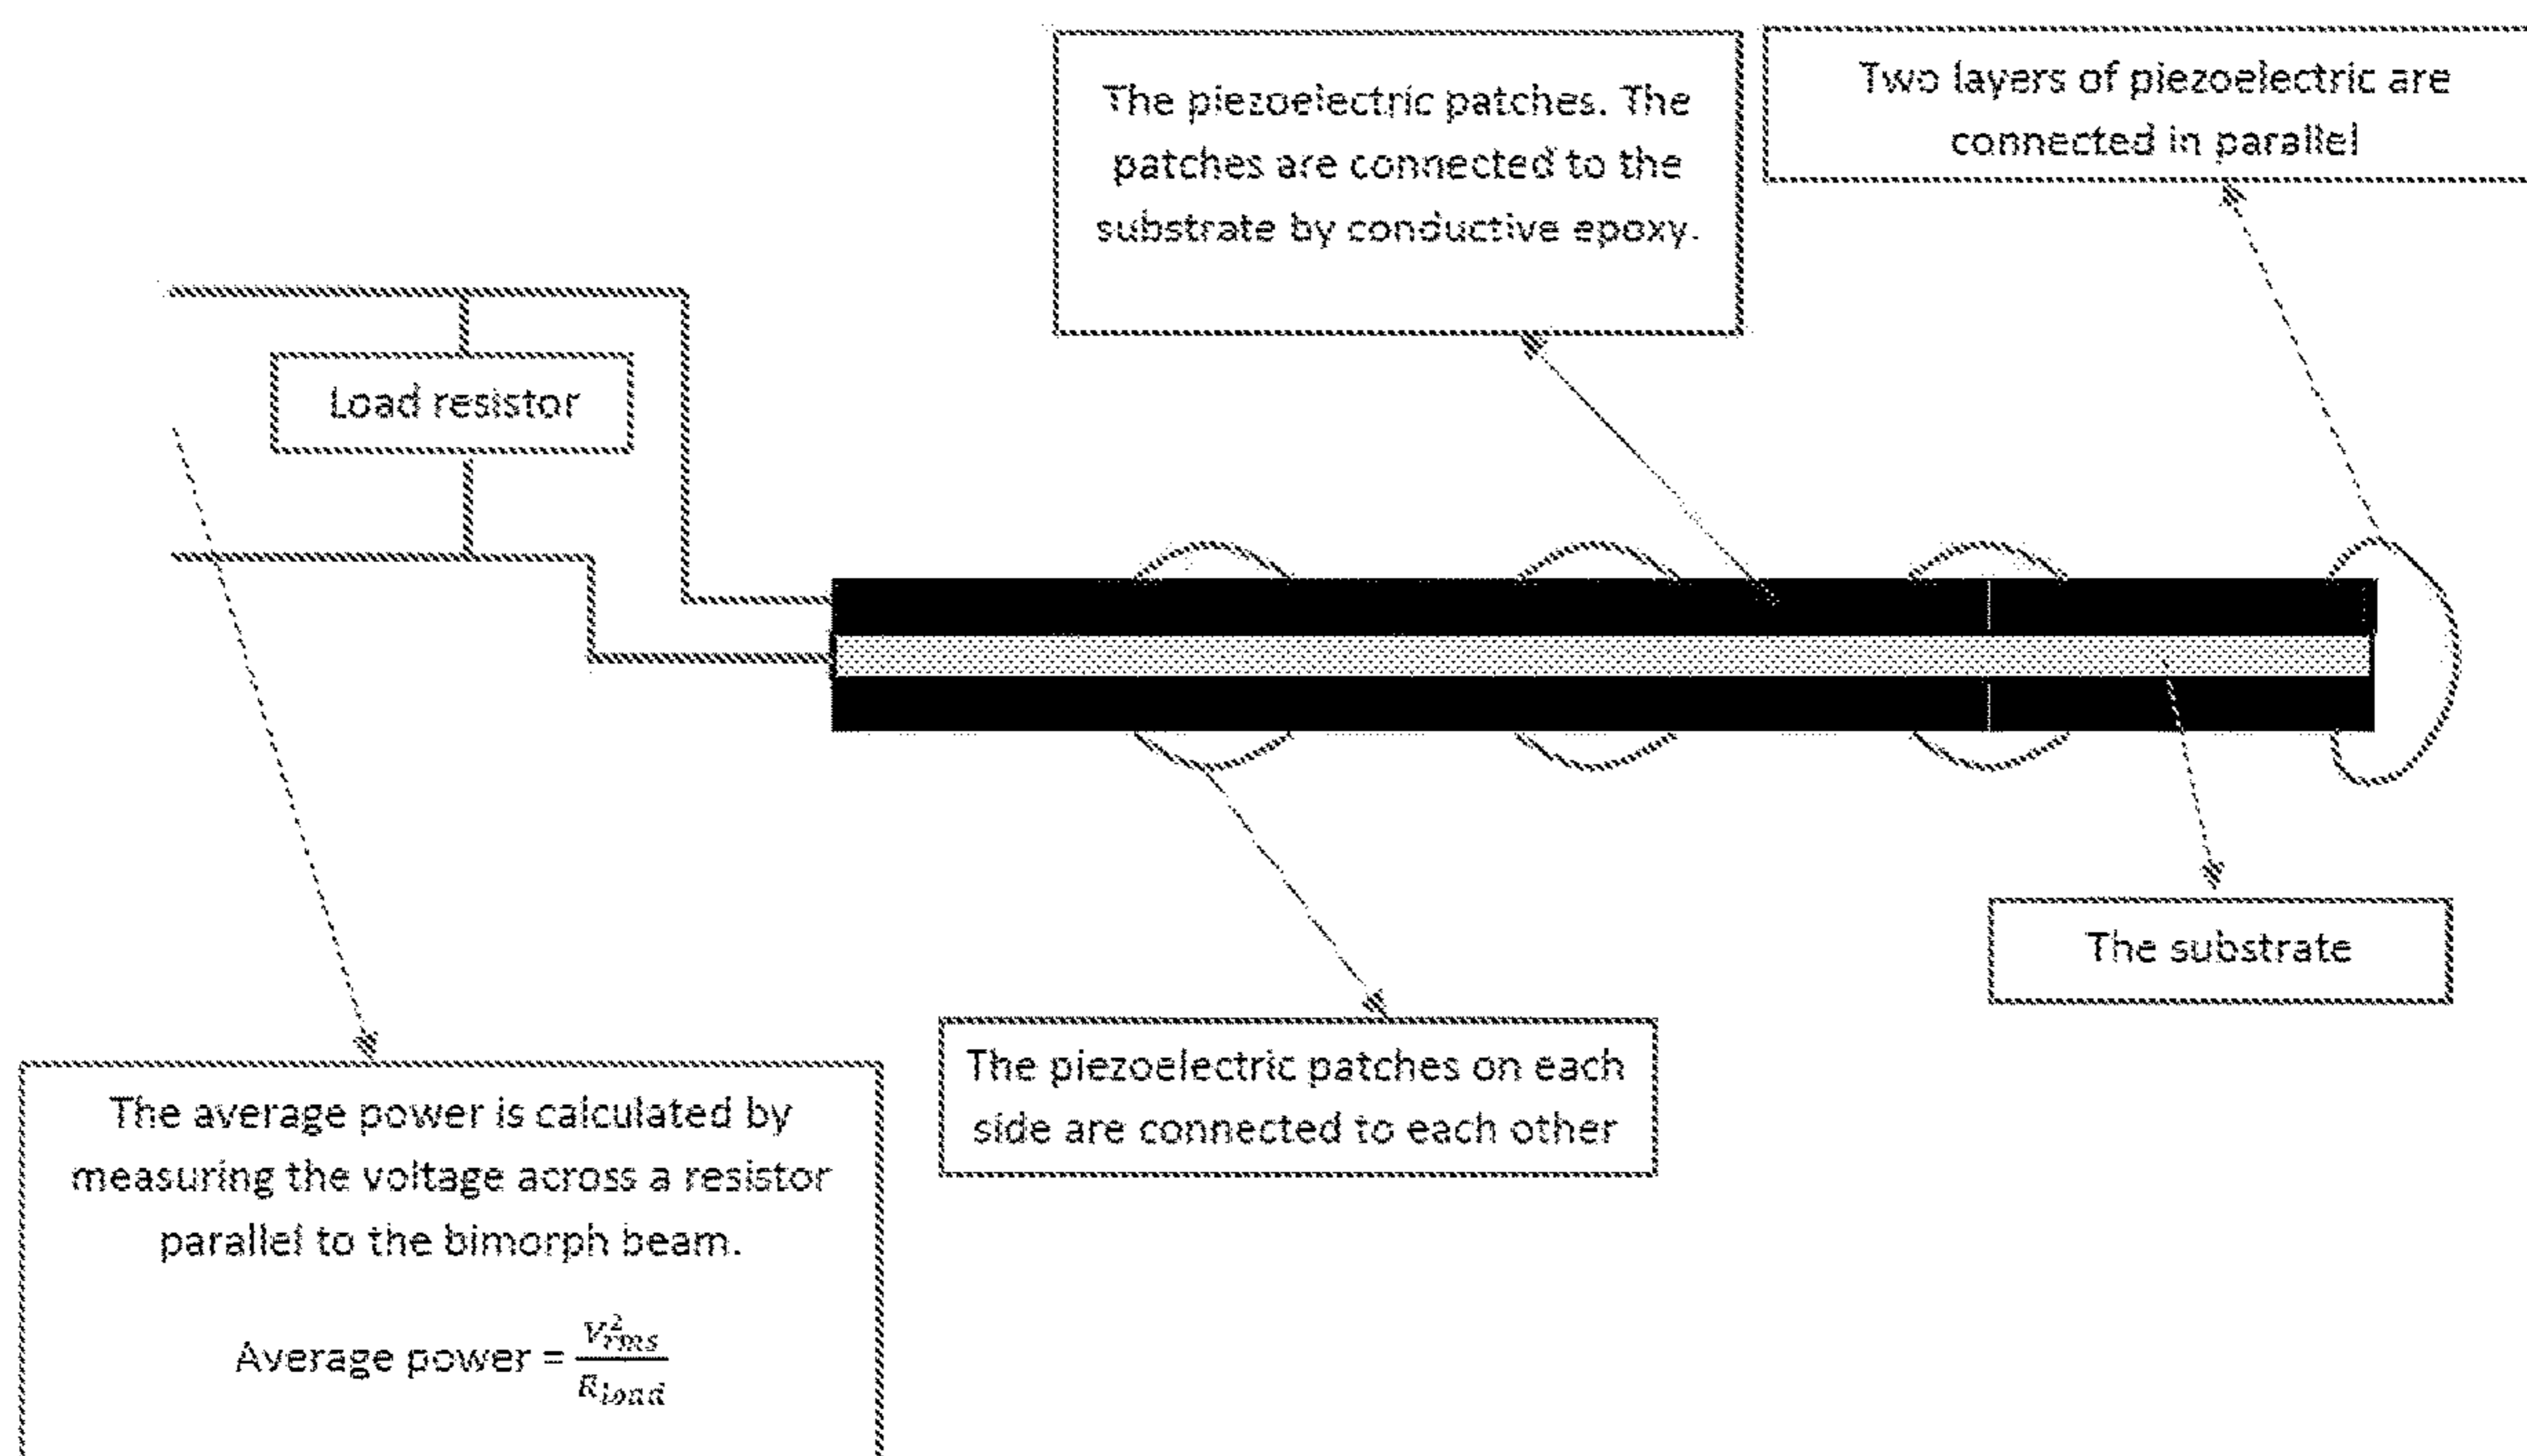 The piezoelectric patches. The
patches are connected to the
substrate by conductive epoxy.
Two layers of piezoelectric are
connected in parallel
Load resistor
The substrate
The piezoelectric patches on each
side are connected to each other
The average power is calculated by
measuring the voltage across a resistor
parallel to the bimorph beam.
Average power = V²rms / Rload